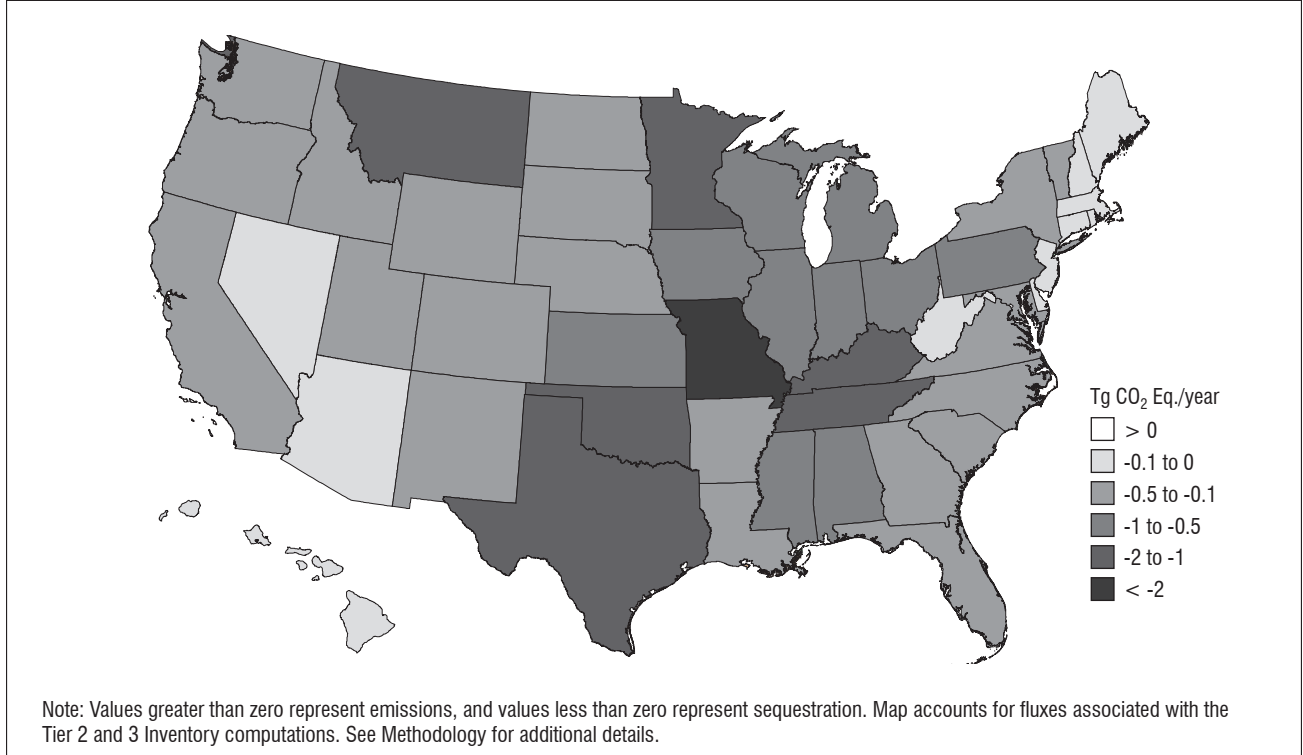 Tg CO₂ Eq./year
> 0
-0.1 to 0
-0.5 to -0.1
-1 to -0.5
-2 to -1
< -2
Note: Values greater than zero represent emissions, and values less than zero represent sequestration. Map accounts for fluxes associated with the
Tier 2 and 3 Inventory computations. See Methodology for additional details.